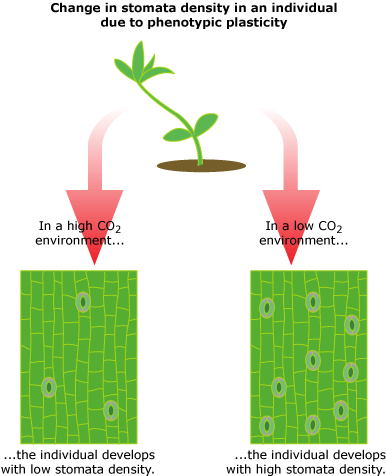 Change in stomata density in an individual
due to phenotypic plasticity
In a high CO₂
environment...
In a low CO₂
environment...
...the individual develops
with low stomata density.
...the individual develops
with high stomata density.